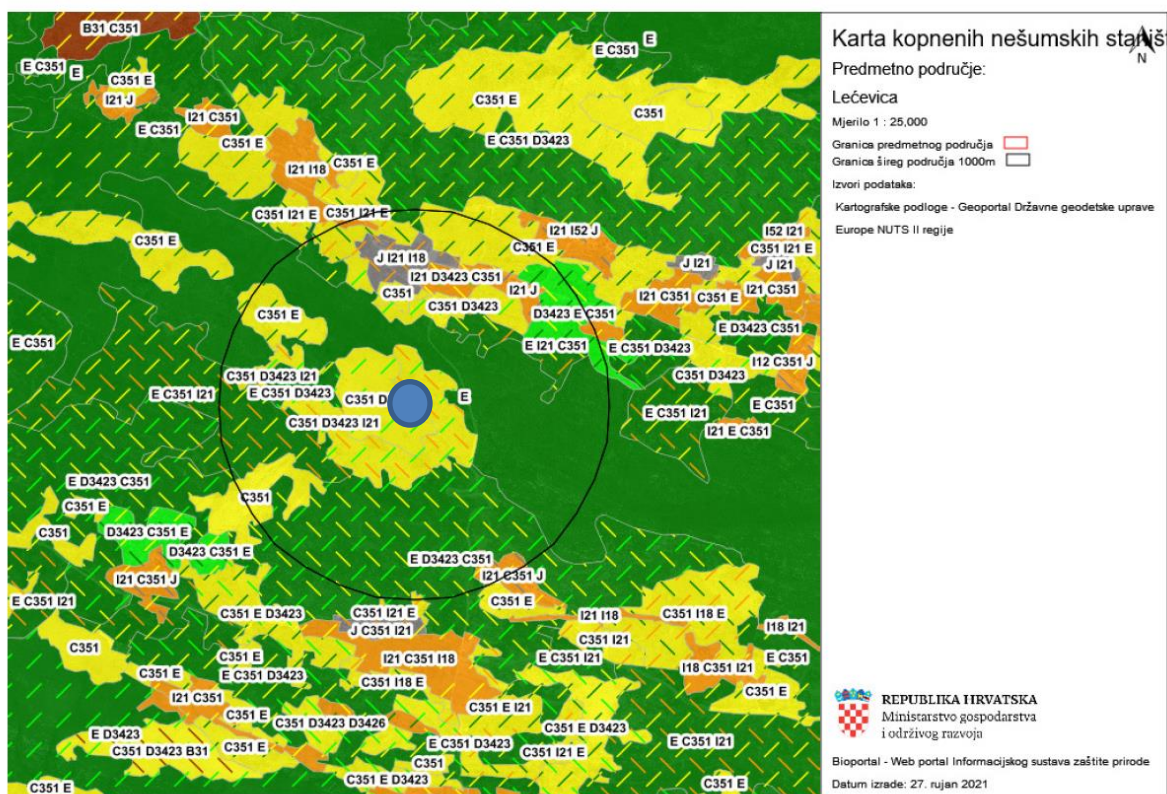 B31 C351
E C351
E
C351 E
I21 J
I21 C351
E C351
C351 E
I21 I18
C351 E
C351 I21 E
C351 I21 E
E
E C351
C351 E
C351
E C351 D3423
C351 E
J I21 I18
I21 D3423 C351
C351
C351 D3423
I21 J
I21 I52 J
C351 E
I52 I21
C351 I21 E
J I21
J I21
I21 C351
C351 E
I21 C351
D3423 E C351
E D3423 C351
E I21 C351
E C351 D3423
I12 C351 J
C351 D3423
E C351
C351 E
E C351 I21
C351 D3423 I21
E C351 D3423
C351 D
E
C351 D3423 I21
E C351 I21
E C351
I21 E C351
E D3423 C351
C351
C351 E
C351
D3423 C351 E
D3423 C351 E
I21 C351 J
E C351 I21
E D3423 C351
I21 C351 J
C351 E
C351 E D3423
C351 I21 E
J C351 I21
I21 I18
C351 I18 E
I18 I21
C351 I21
C351
C351 E
E C351 D3423
I21 C351 I18
E C351 I21
E C351
I18 C351 I21
C351 E
C351 I18 E
I21 C351
C351 E
C351 E I21
C351 E
C351 D3423 D3426
C351 E D3423
E D3423
C351 D3423 B31
C351 E
E C351 D3423
C351 I21 E
E C351 I21
C351
C351 E
C351 E D3423
C351 E
Karta kopnenih nešumskih staništ
N
Predmetno područje:
Lećevica
Mjerilo 1 : 25,000
Granica predmetnog područja
Granica šireg područja 1000m
Izvori podataka:
Kartografske podloge - Geoportal Državne geodetske uprave
Europe NUTS II regije
REPUBLIKA HRVATSKA
Ministarstvo gospodarstva
i održivog razvoja
Bioportal - Web portal Informacijskog sustava zaštite prirode
Datum izrade: 27. rujan 2021